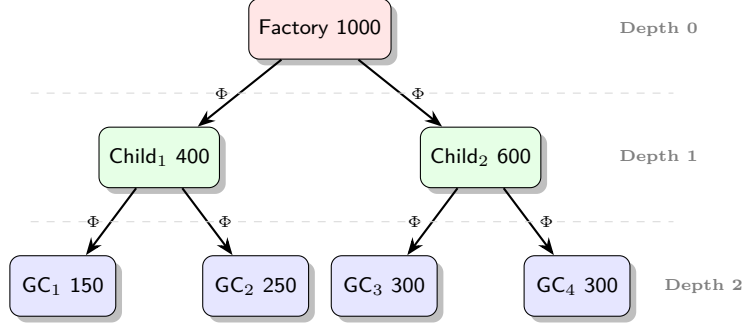 Factory 1000
Depth 0
Φ Φ
Child₁ 400
Child₂ 600
Depth 1
Φ Φ Φ Φ
GC₁ 150
GC₂ 250
GC₃ 300
GC₄ 300
Depth 2